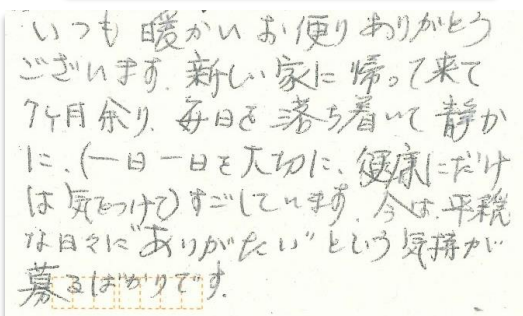 いつも暖かいお便りありがとう
ございます。新しい家に帰って来て
7ヶ月余り、毎日を落ち着いて静か
に、(一日一日を大切に、健康にだけ
は気をつけて)すごしています。今は、平穏
な日々に"ありがたい"という気持が
募るばかりです。